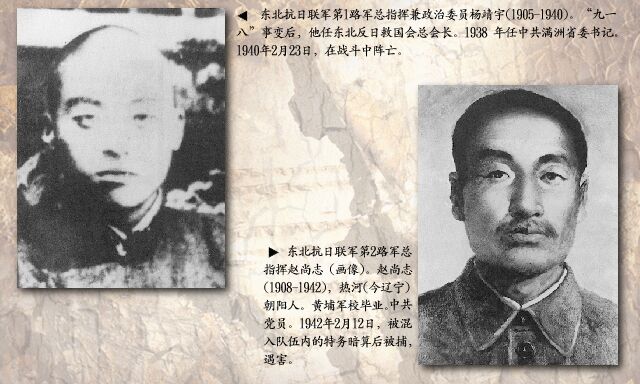 ◀ 东北抗日联军第1路军总指挥兼政治委员杨靖宇(1905-1940)。“九一
八”事变后，他任东北反日救国会总会长。1938 年任中共满洲省委书记。
1940年2月23日，在战斗中阵亡。
▶ 东北抗日联军第2路军总
指挥赵尚志（画像)。赵尚志
(1908-1942)，热河(今辽宁)
朝阳人。黄埔军校毕业。中共
党员。1942年2月12日，被混
入队伍内的特务暗算后被捕，
遇害。